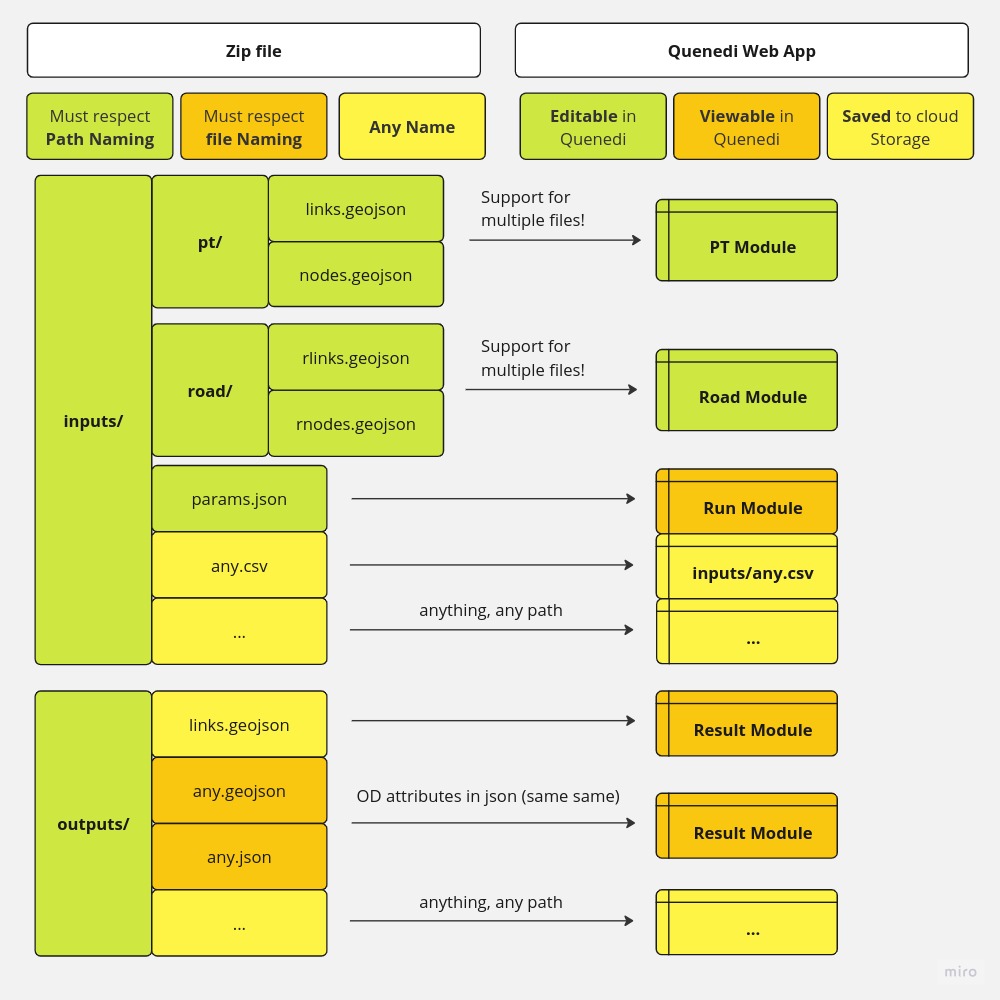 Zip file
Quenedi Web App
Must respect
Path Naming
Must respect
file Naming
Any Name
Editable in
Quenedi
Viewable in
Quenedi
Saved to cloud
Storage
inputs/
pt/
links.geojson
nodes.geojson
Support for
multiple files!
PT Module
road/
rlinks.geojson
rnodes.geojson
Support for
multiple files!
Road Module
params.json
Run Module
any.csv
inputs/any.csv
...
anything, any path
...
outputs/
links.geojson
Result Module
any.geojson
any.json
OD attributes in json (same same)
Result Module
...
anything, any path
...
miro